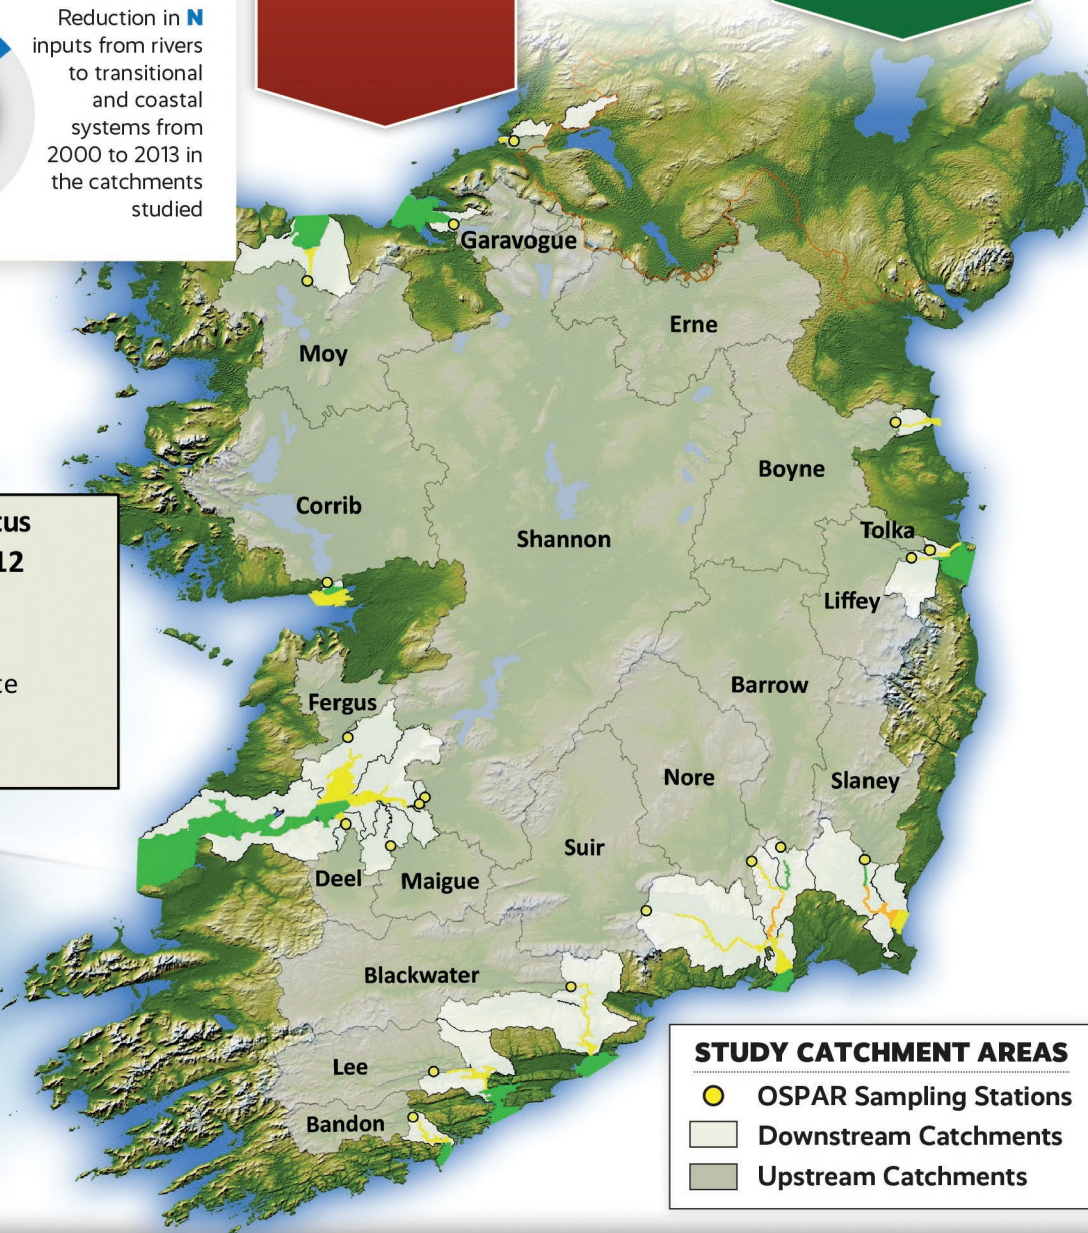 Reduction in N
inputs from rivers
to transitional
and coastal
systems from
2000 to 2013 in
the catchments
studied
Garavogue
Erne
Moy
Boyne
Corrib
Shannon
Tolka
Liffey
Barrow
Fergus
Nore
Slaney
Suir
Deel
Maigue
Blackwater
Lee
Bandon
12
STUDY CATCHMENT AREAS
OSPAR Sampling Stations
Downstream Catchments
Upstream Catchments